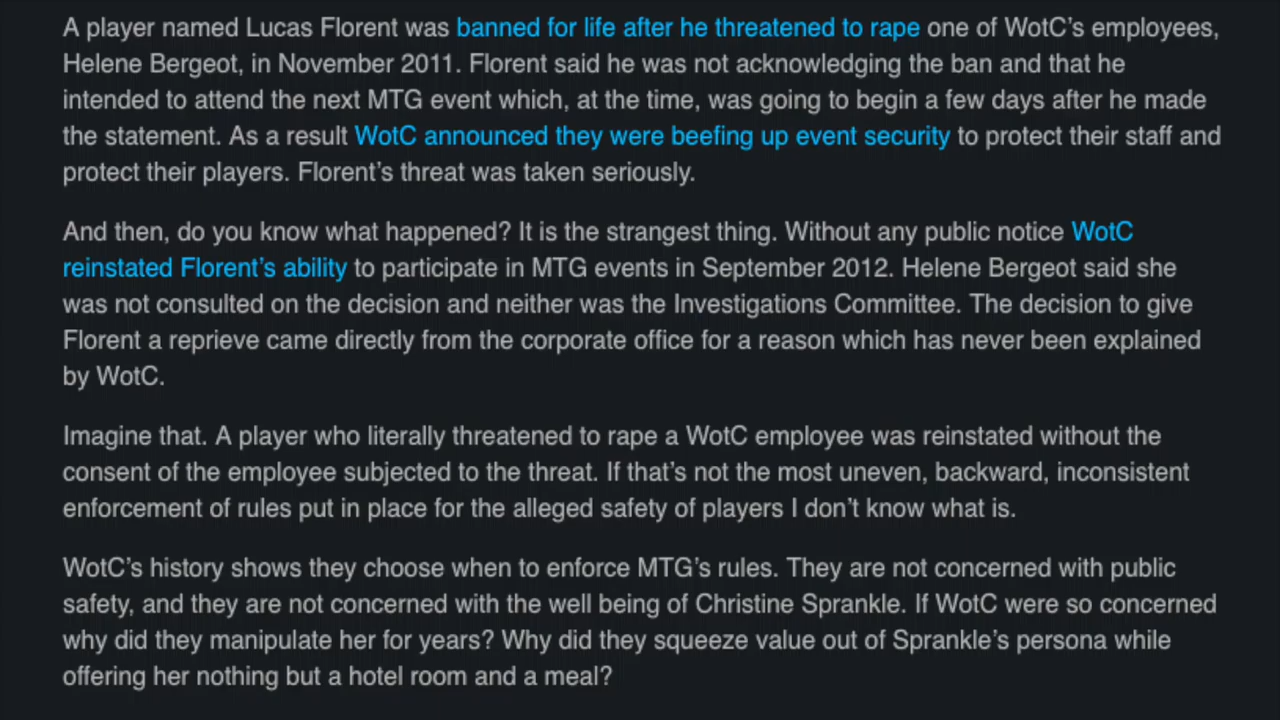 A player named Lucas Florent was banned for life after he threatened to rape one of WotC’s employees,
Helene Bergeot, in November 2011. Florent said he was not acknowledging the ban and that he
intended to attend the next MTG event which, at the time, was going to begin a few days after he made
the statement. As a result WotC announced they were beefing up event security to protect their staff and
protect their players. Florent’s threat was taken seriously.
And then, do you know what happened? It is the strangest thing. Without any public notice WotC
reinstated Florent’s ability to participate in MTG events in September 2012. Helene Bergeot said she
was not consulted on the decision and neither was the Investigations Committee. The decision to give
Florent a reprieve came directly from the corporate office for a reason which has never been explained
by WotC.
Imagine that. A player who literally threatened to rape a WotC employee was reinstated without the
consent of the employee subjected to the threat. If that’s not the most uneven, backward, inconsistent
enforcement of rules put in place for the alleged safety of players I don’t know what is.
WotC’s history shows they choose when to enforce MTG’s rules. They are not concerned with public
safety, and they are not concerned with the well being of Christine Sprankle. If WotC were so concerned
why did they manipulate her for years? Why did they squeeze value out of Sprankle’s persona while
offering her nothing but a hotel room and a meal?